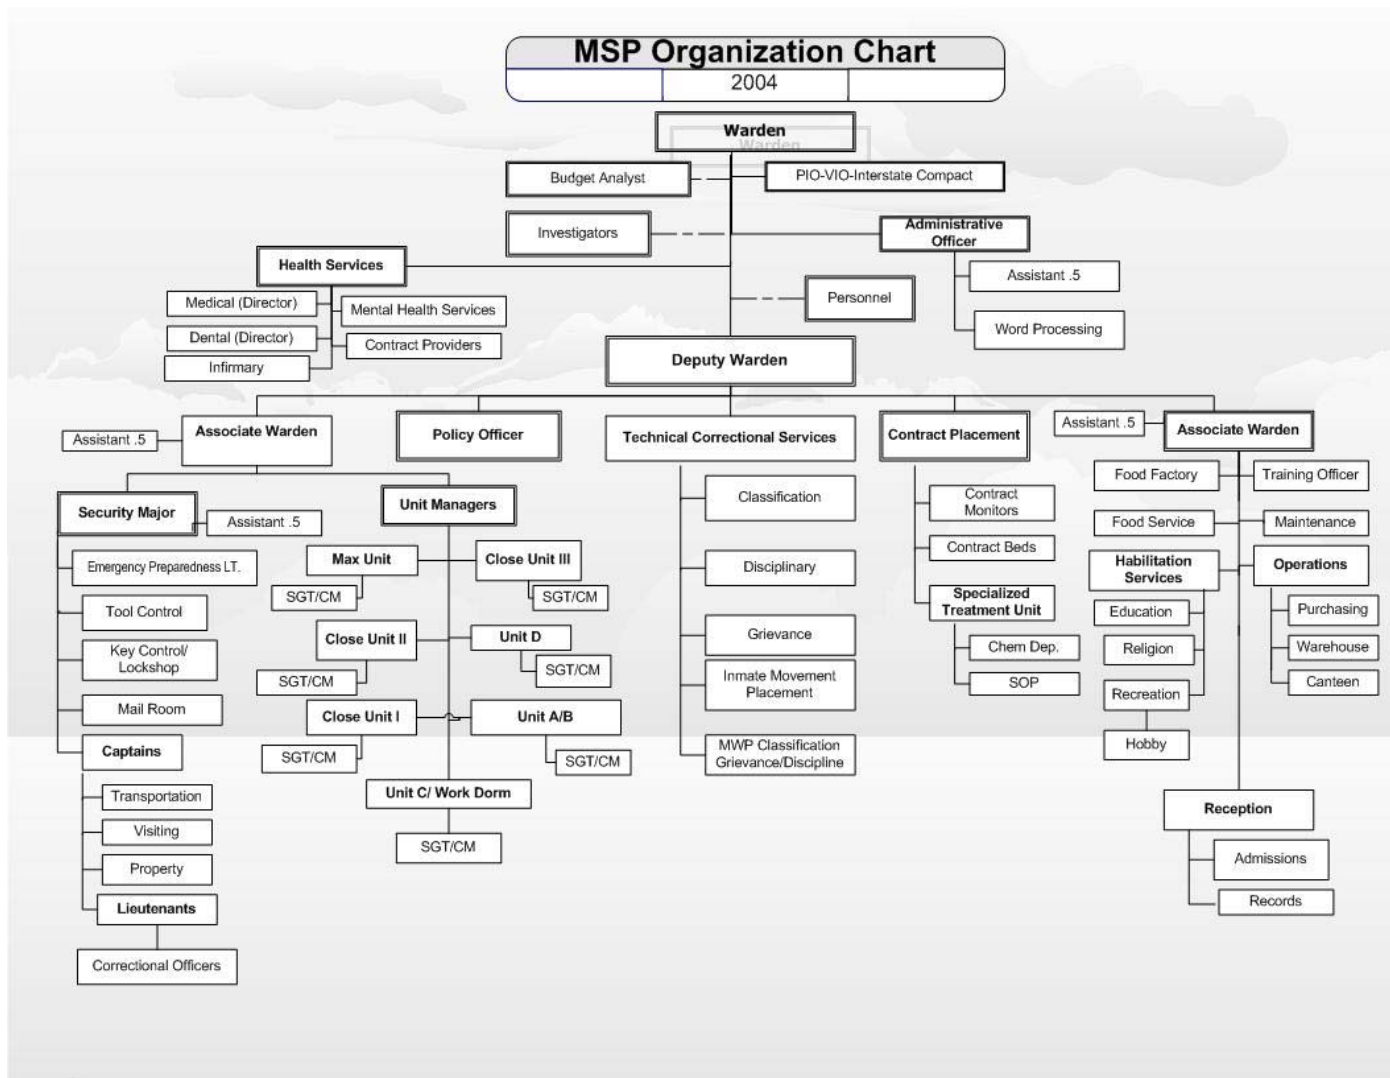 MSP Organization Chart
2004
Warden
Warden
Budget Analyst
PIO-VIO-Interstate Compact
Investigators
Administrative
Officer
Health Services
Assistant .5
Medical (Director)
Mental Health Services
Personnel
Dental (Director)
Contract Providers
Word Processing
Infirmary
Deputy Warden
Assistant .5
Associate Warden
Policy Officer
Technical Correctional Services
Contract Placement
Assistant .5
Associate Warden
Security Major
Assistant .5
Unit Managers
Classification
Contract
Monitors
Food Factory
Training Officer
Emergency Preparedness LT.
Max Unit
Close Unit III
Disciplinary
Contract Beds
Food Service
Maintenance
SGT/CM
SGT/CM
Habilitation
Services
Operations
Tool Control
Close Unit II
Unit D
Grievance
Specialized
Treatment Unit
Education
Purchasing
Key Control/
Lockshop
SGT/CM
SGT/CM
Inmate Movement
Placement
Chem Dep.
Religion
Warehouse
SOP
Recreation
Canteen
Mail Room
Close Unit I
Unit A/B
Hobby
Captains
SGT/CM
SGT/CM
MWP Classification
Grievance/Discipline
Transportation
Unit C/ Work Dorm
Reception
Visiting
SGT/CM
Admissions
Property
Records
Lieutenants
Correctional Officers